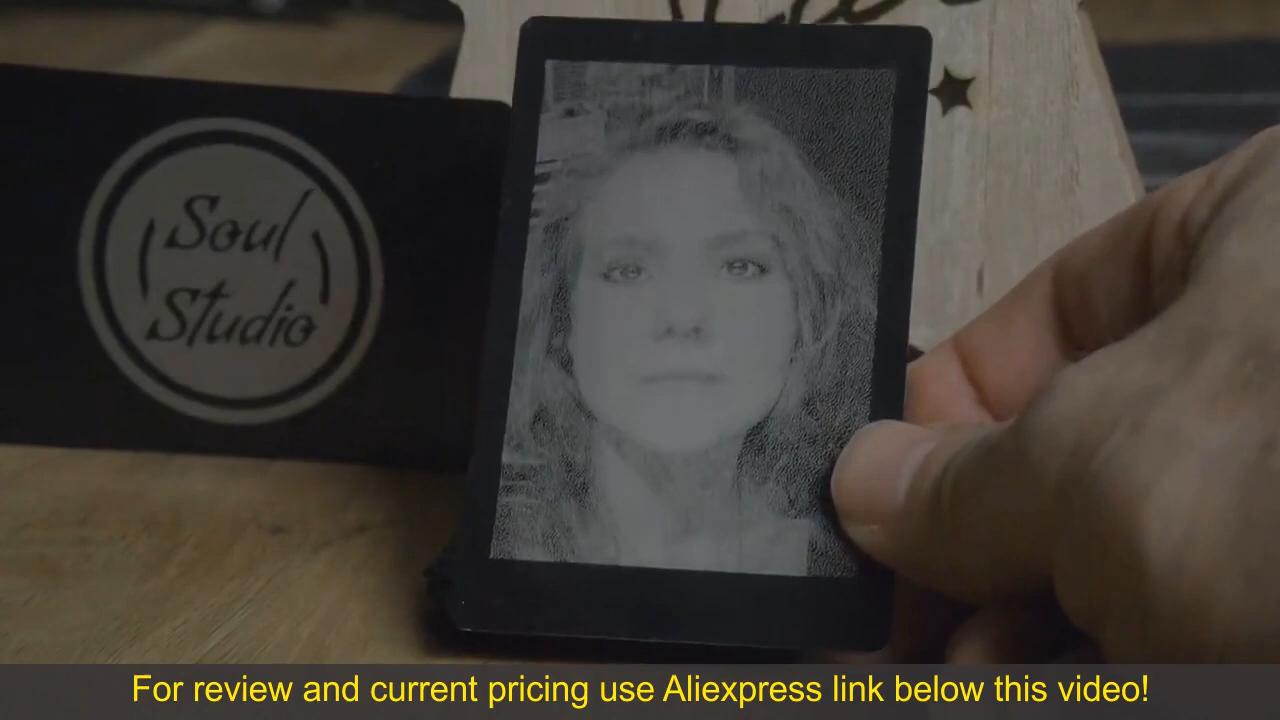 Soul
Studio
For review and current pricing use Aliexpress link below this video!